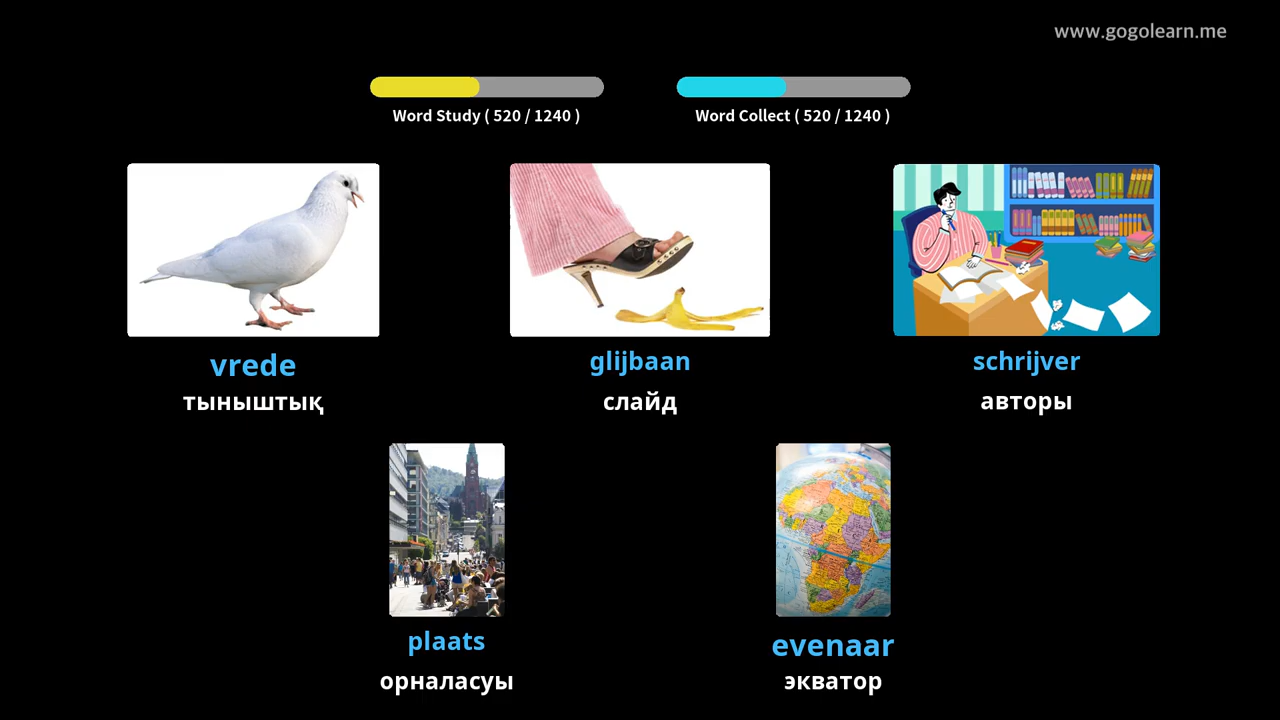 www.gogolearn.me
Word Study ( 520 / 1240 )
Word Collect ( 520 / 1240 )
vrede
glijbaan
schrijver
тыныштық
слайд
авторы
plaats
evenaar
орналасуы
экватор